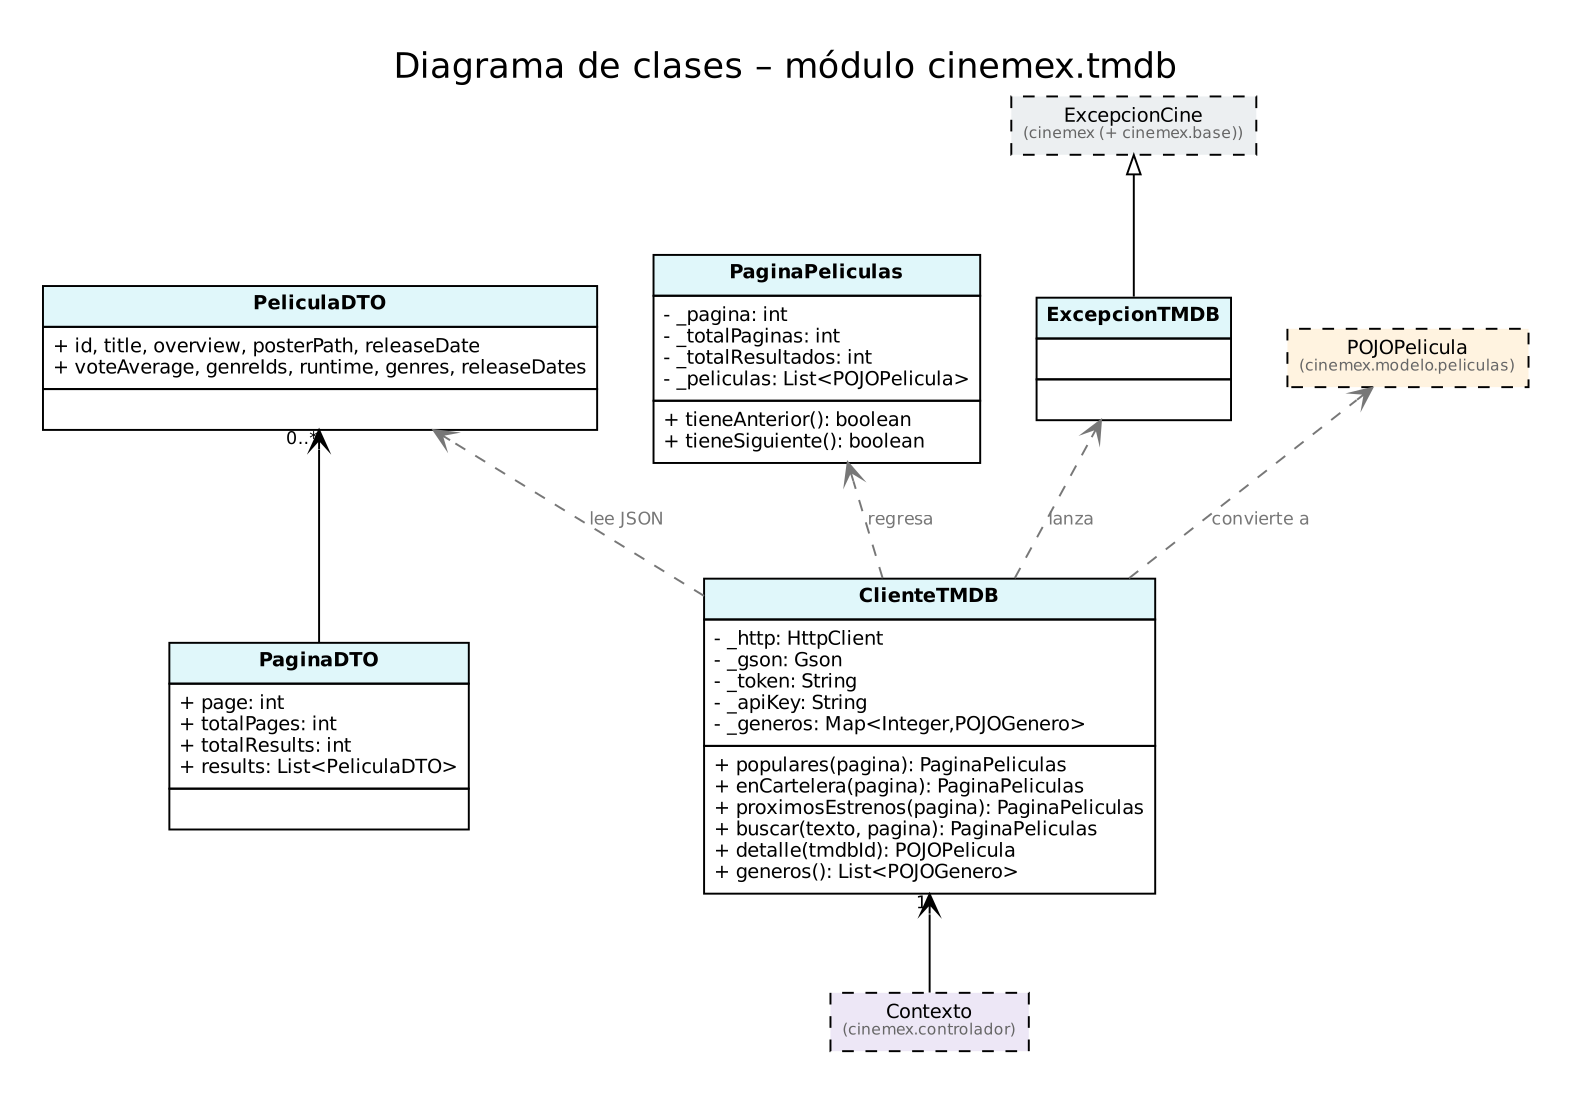 Diagrama de clases – módulo cinemex.tmdb
ExcepcionCine
(cinemex (+ cinemex.base))
PeliculaDTO
+ id, title, overview, posterPath, releaseDate
+ voteAverage, genreIds, runtime, genres, releaseDates
PaginaPeliculas
- _pagina: int
- _totalPaginas: int
- _totalResultados: int
- _peliculas: List<POJOPelicula>
+ tieneAnterior(): boolean
+ tieneSiguiente(): boolean
ExcepcionTMDB
POJOPelicula
(cinemex.modelo.peliculas)
0..*
lee JSON
regresa
lanza
convierte a
PaginaDTO
+ page: int
+ totalPages: int
+ totalResults: int
+ results: List<PeliculaDTO>
ClienteTMDB
- _http: HttpClient
- _gson: Gson
- _token: String
- _apiKey: String
- _generos: Map<Integer,POJOGenero>
+ populares(pagina): PaginaPeliculas
+ enCartelera(pagina): PaginaPeliculas
+ proximosEstrenos(pagina): PaginaPeliculas
+ buscar(texto, pagina): PaginaPeliculas
+ detalle(tmdbId): POJOPelicula
+ generos(): List<POJOGenero>
1
Contexto
(cinemex.controlador)